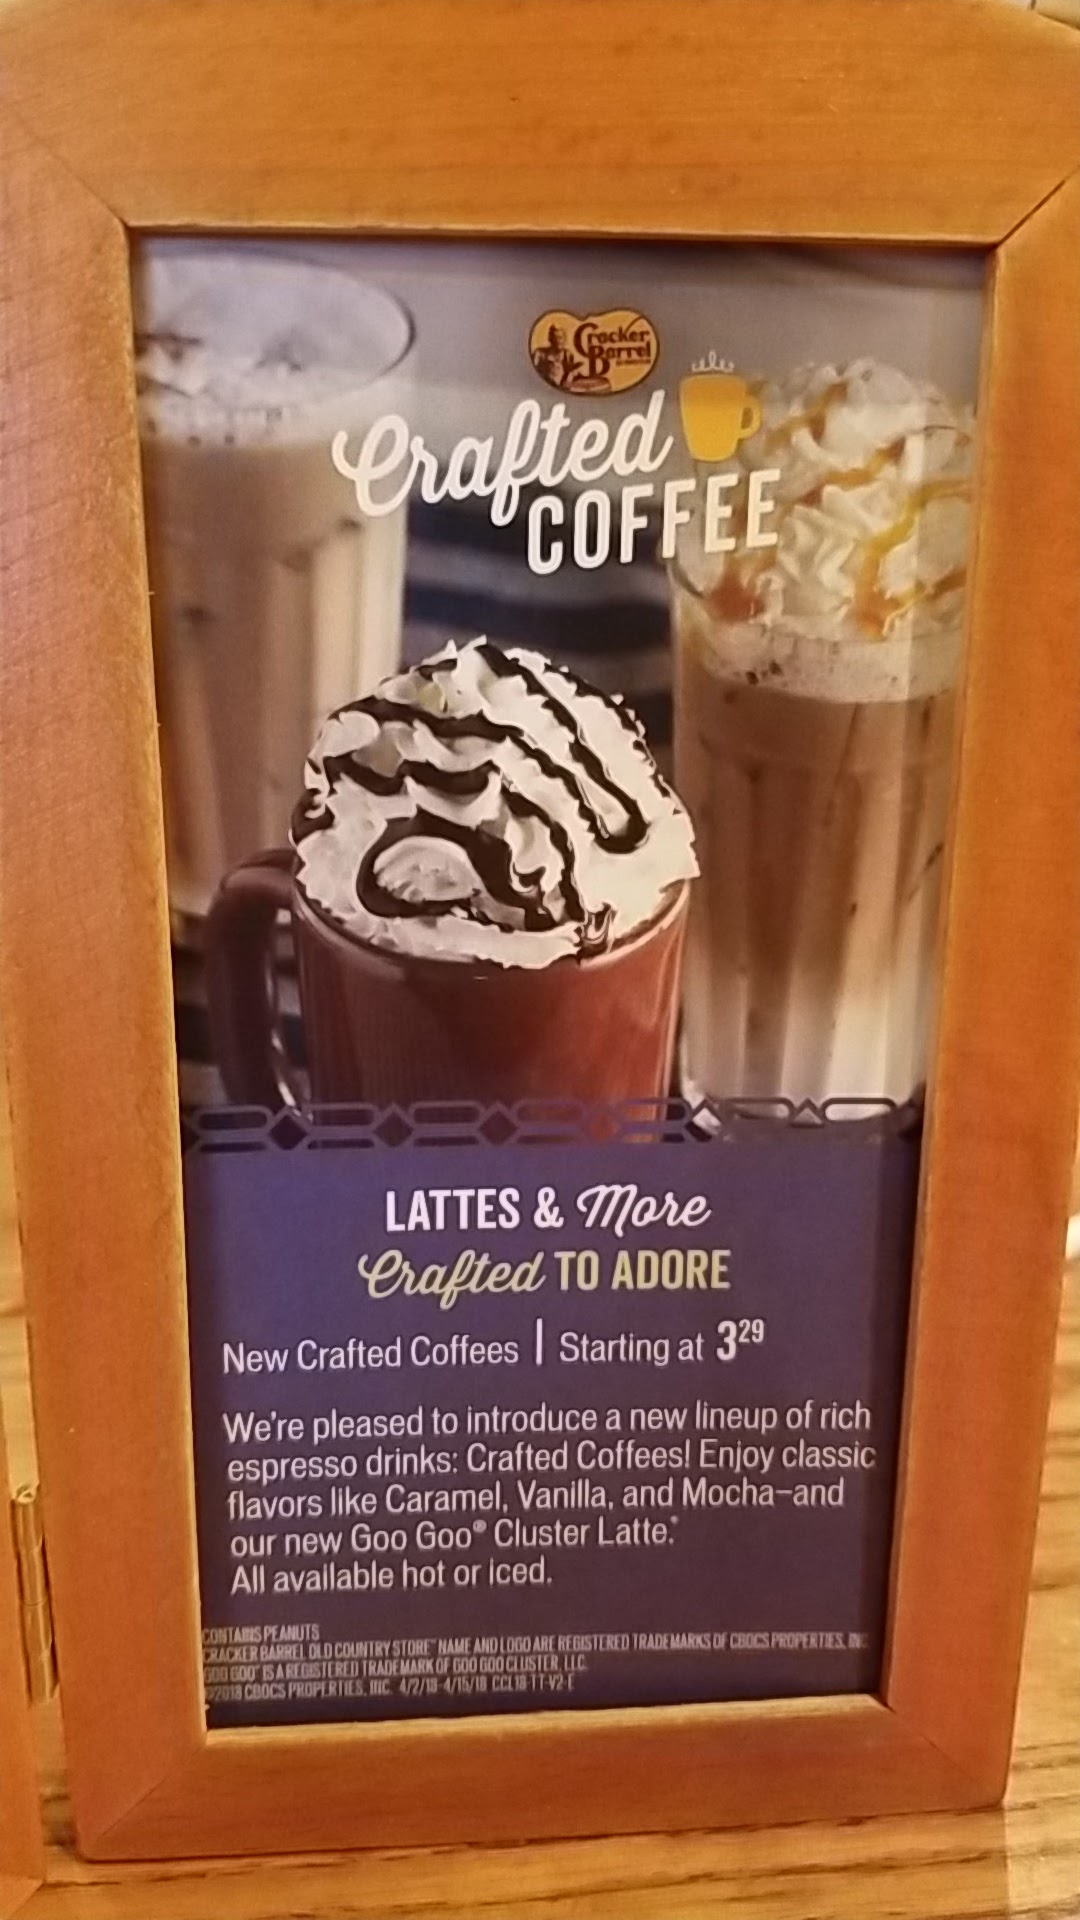 Cracker
Barrel
Crafted
COFFEE
LATTES & More
Crafted TO ADORE
New Crafted Coffees | Starting at 3²⁹
We're pleased to introduce a new lineup of rich
espresso drinks: Crafted Coffees! Enjoy classic
flavors like Caramel, Vanilla, and Mocha–and
our new Goo Goo® Cluster Latte.*
All available hot or iced.
CONTAINS PEANUTS
CRACKER BARREL OLD COUNTRY STORE™ NAME AND LOGO ARE REGISTERED TRADEMARKS OF CBOCS PROPERTIES, INC.
GOO GOO® IS A REGISTERED TRADEMARK OF GOO GOO CLUSTER, LLC.
©2018 CBOCS PROPERTIES, INC. 4/2/18-4/15/18 CCL18-TT-V2-E